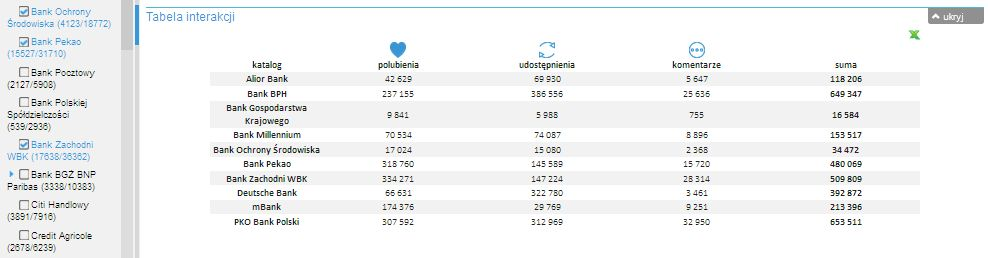 Bank Ochrony
Środowiska (4123/18772)
Bank Pekao
(15527/31710)
Bank Pocztowy
(2127/5908)
Bank Polskiej
Spółdzielczości
(539/2936)
Bank Zachodni
WBK (17638/36362)
Bank BGŻ BNP
Paribas (3338/10383)
Citi Handlowy
(3891/7916)
Credit Agricole
(2678/6239)
Tabela interakcji
ukryj
katalog polubienia udostępnienia komentarze suma
Alior Bank 42 629 69 930 5 647 118 206
Bank BPH 237 155 386 556 25 636 649 347
Bank Gospodarstwa
Krajowego 9 841 5 988 755 16 584
Bank Millennium 70 534 74 087 8 896 153 517
Bank Ochrony Środowiska 17 024 15 080 2 368 34 472
Bank Pekao 318 760 145 589 15 720 480 069
Bank Zachodni WBK 334 271 147 224 28 314 509 809
Deutsche Bank 66 631 322 780 3 461 392 872
mBank 174 376 29 769 9 251 213 396
PKO Bank Polski 307 592 312 969 32 950 653 511